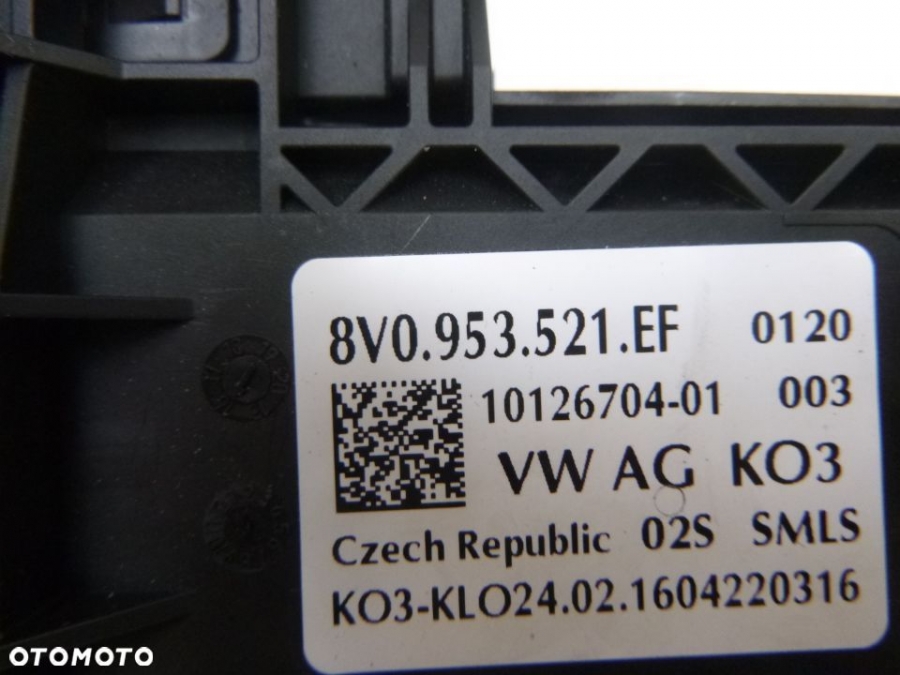 8V0.953.521.EF 0120
10126704-01 003
VW AG KO3
Czech Republic 02S SMLS
KO3-KLO24.02.1604220316
OTOMOTO